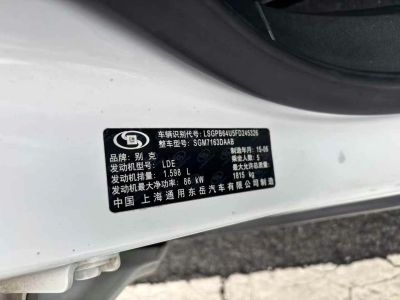 车辆识别代号: LSGPB64U5FD245326
整车型号: SGM7163DAAB
品牌: 别克 制造年月: 15-06
发动机型号: LDE 乘坐人数: 5
发动机排量: 1.598 L 最大允许总质量:
发动机最大净功率: 86 kW 1815 kg
中国 上海通用东岳汽车有限公司